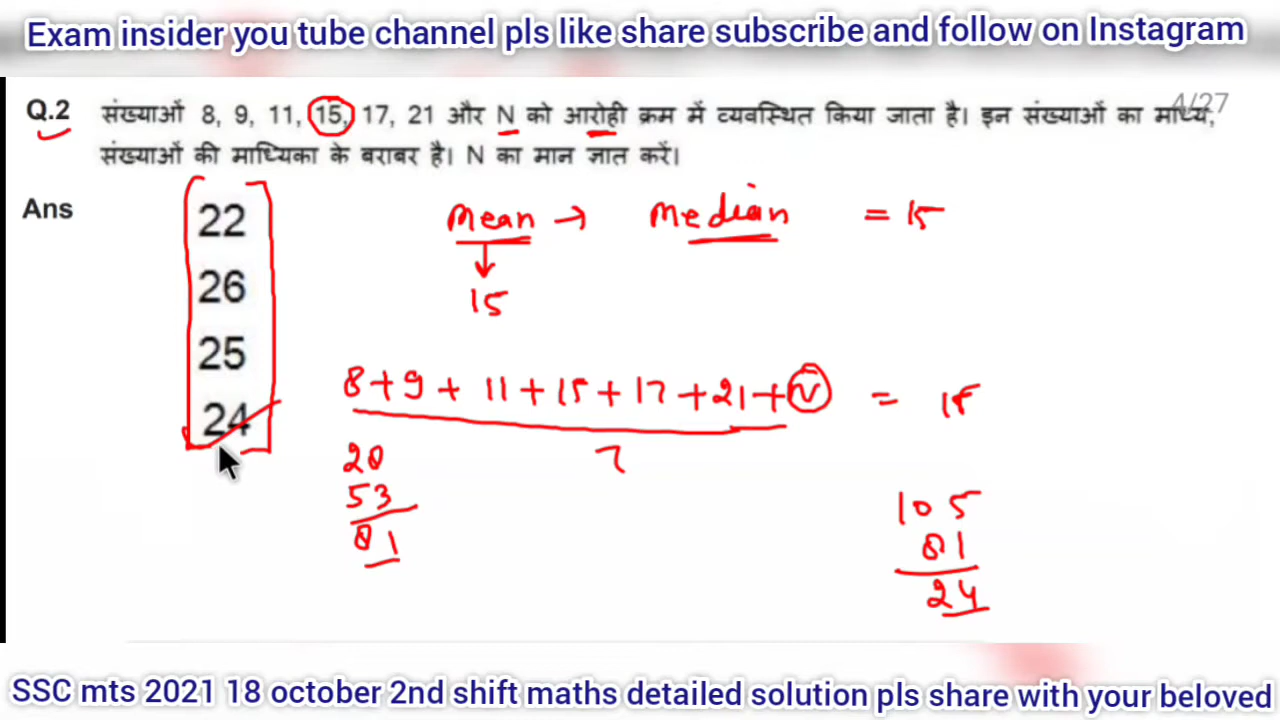 Exam insider you tube channel pls like share subscribe and follow on Instagram
4/27
Q.2 संख्याओं 8, 9, 11, 15, 17, 21 और N को आरोही क्रम में व्यवस्थित किया जाता है। इन संख्याओं का माध्य,
संख्याओं की माध्यिका के बराबर है। N का मान ज्ञात करें।
Ans
22
26
25
24
Mean → Median = 15
15
8+9+11+15+17+21+N = 15
7
28
53
81
105
81
24
SSC mts 2021 18 october 2nd shift maths detailed solution pls share with your beloved